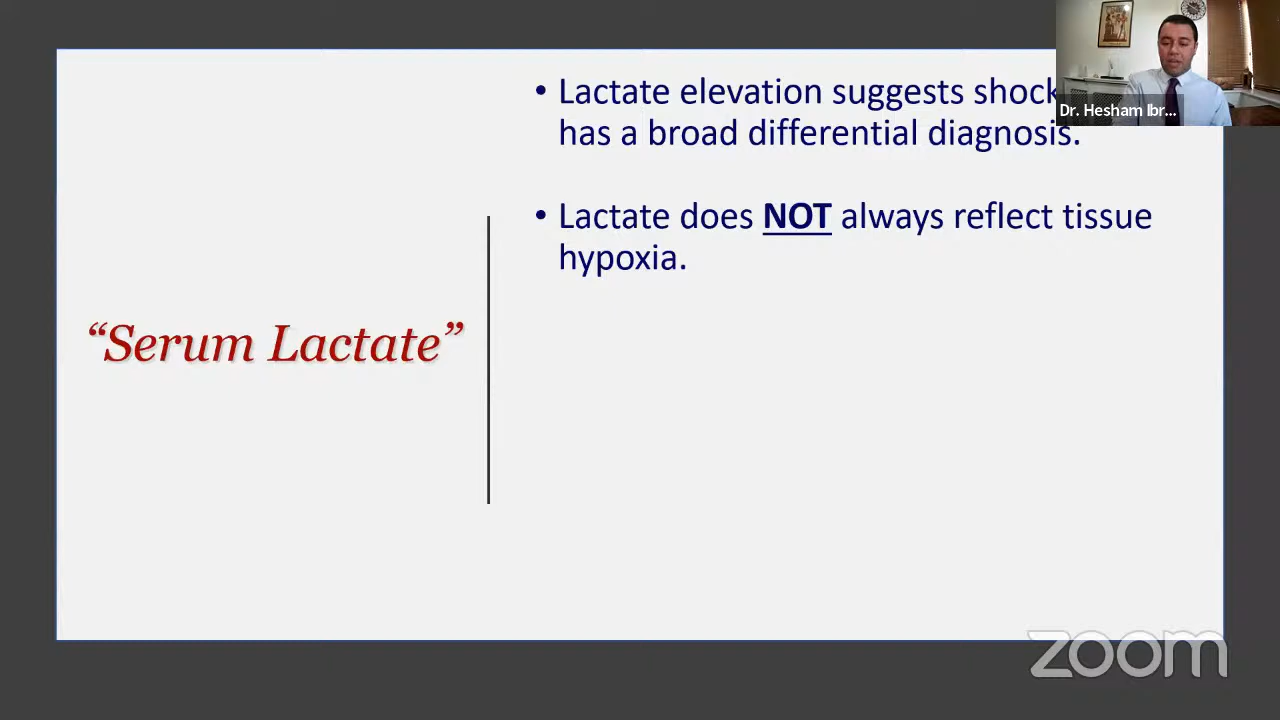 • Lactate elevation suggests shock
has a broad differential diagnosis.
• Lactate does NOT always reflect tissue
hypoxia.
“Serum Lactate”
Dr. Hesham Ibr...
zoom